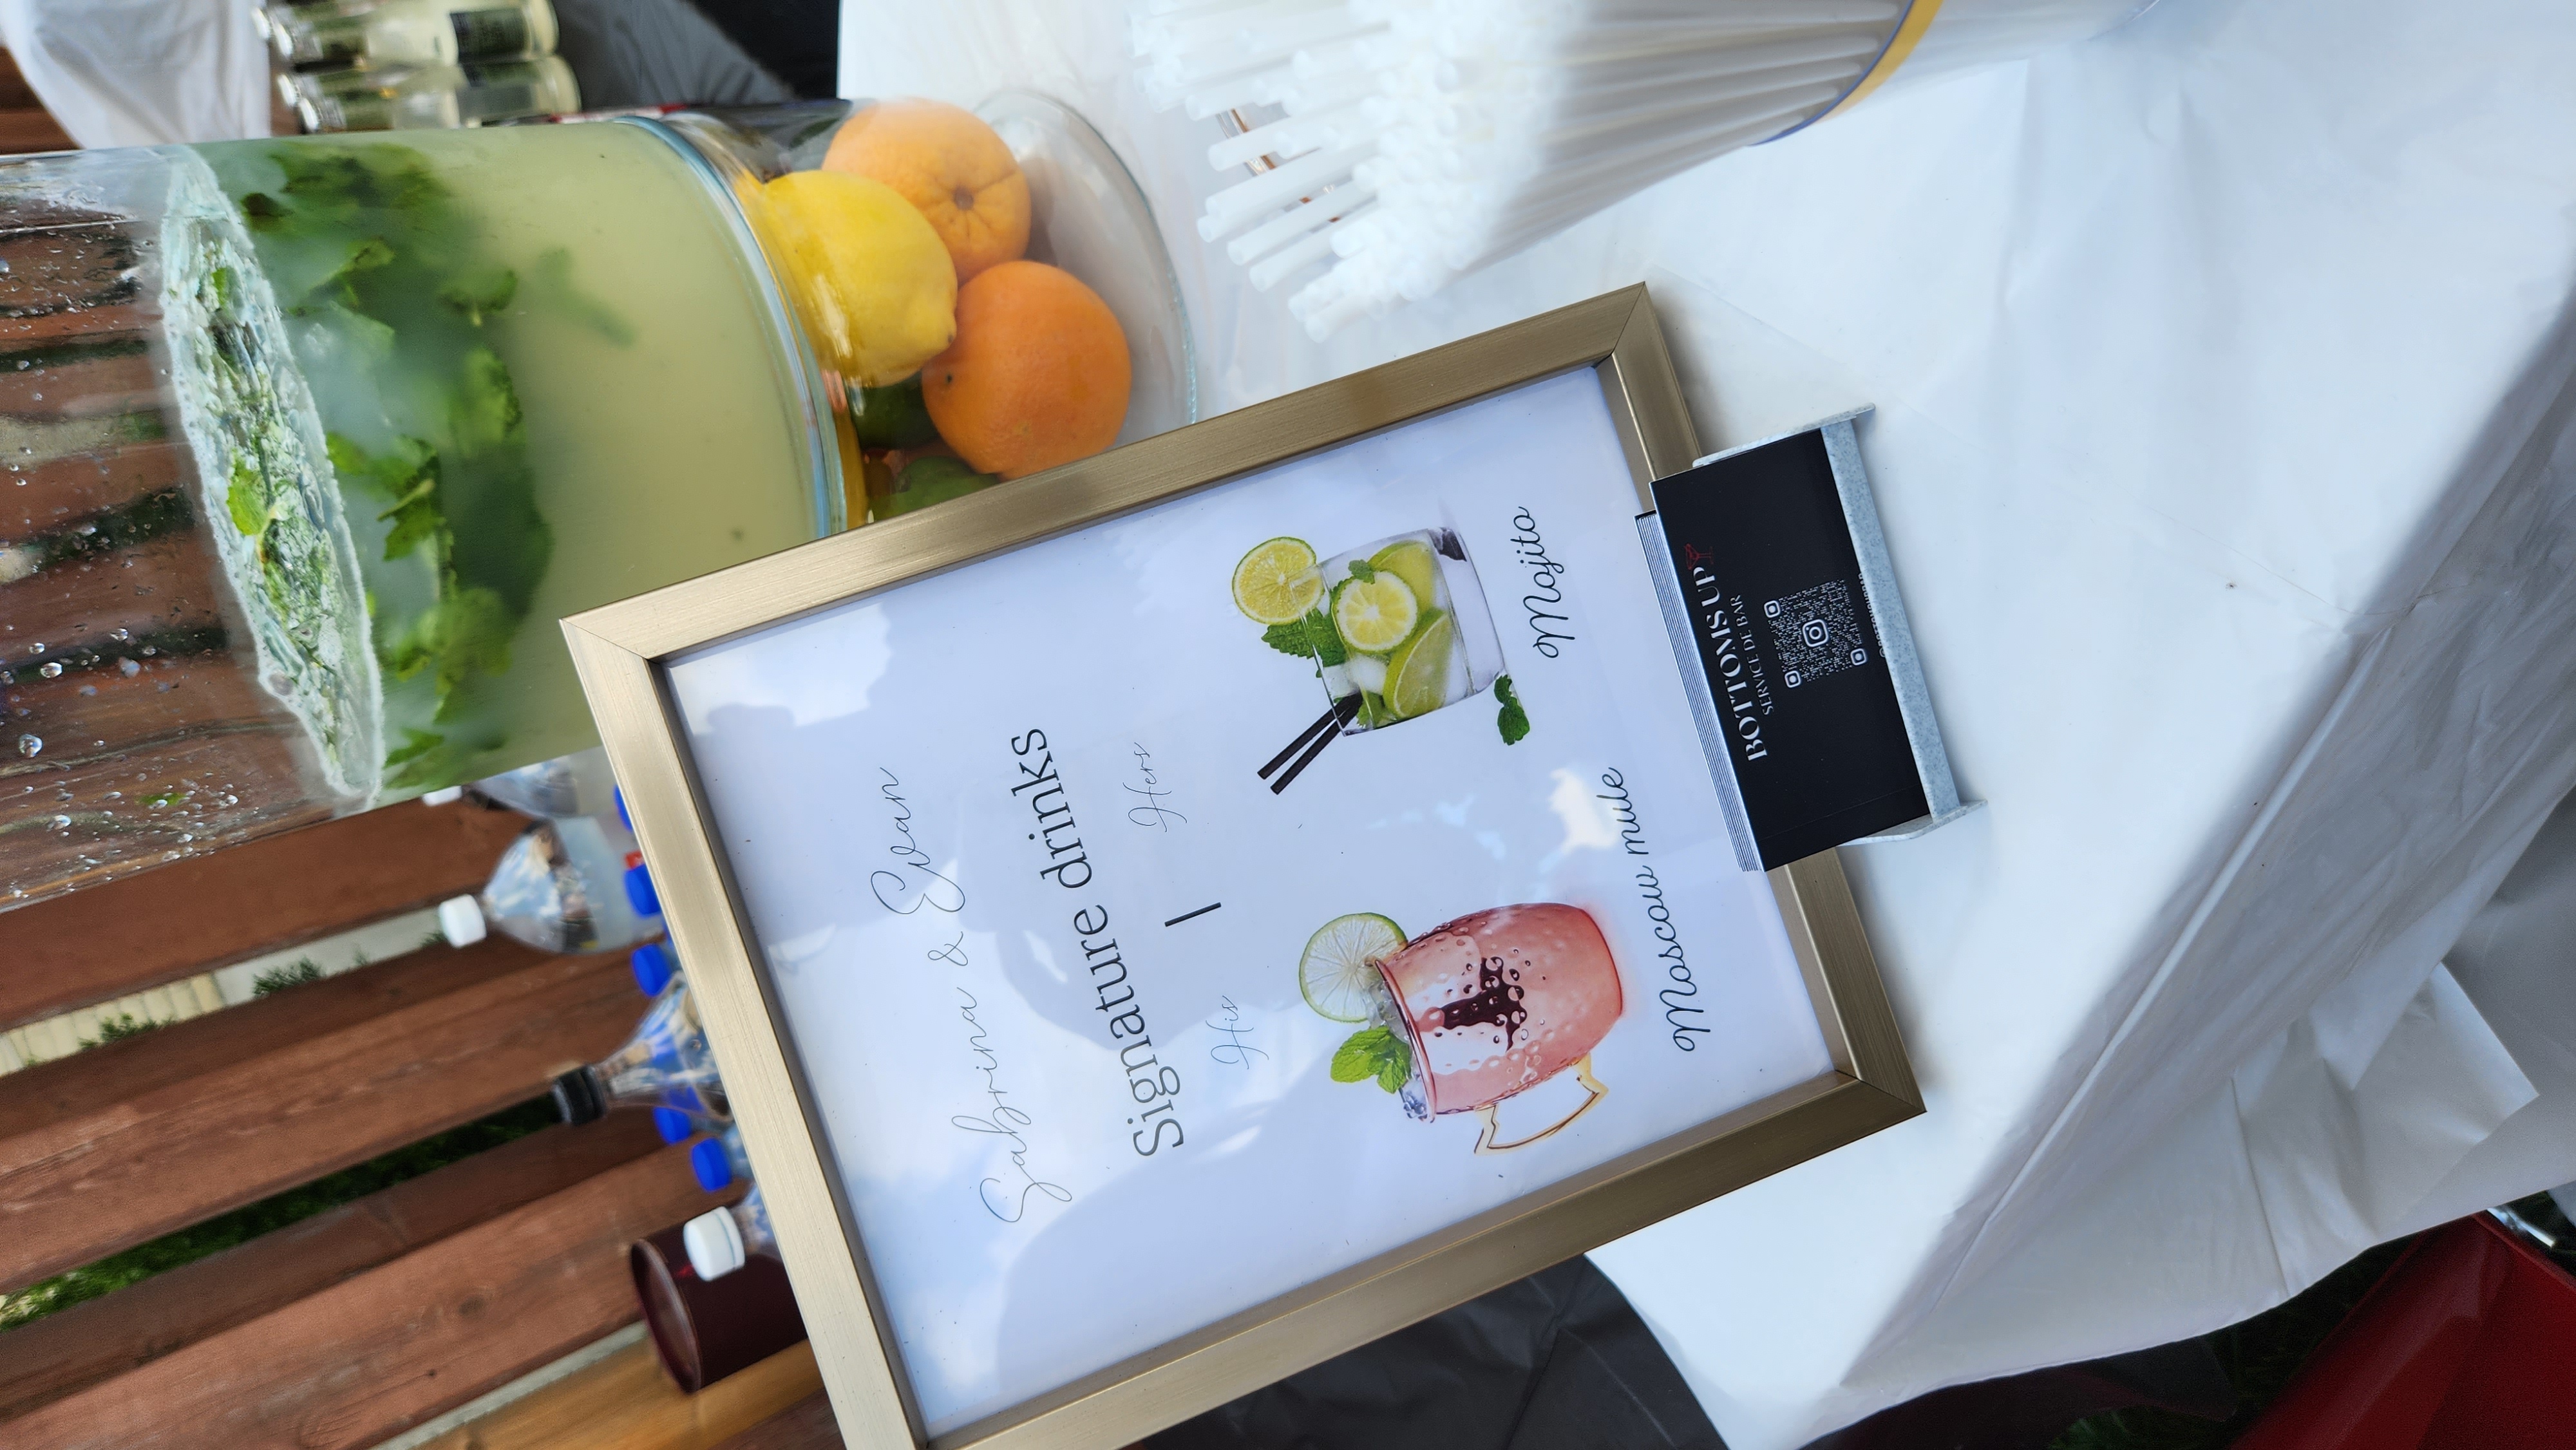 Sabrina & Evan
Signature drinks
His | Hers
Moscow mule
Mojito
BOTTOMS UP
SERVICE DE BAR